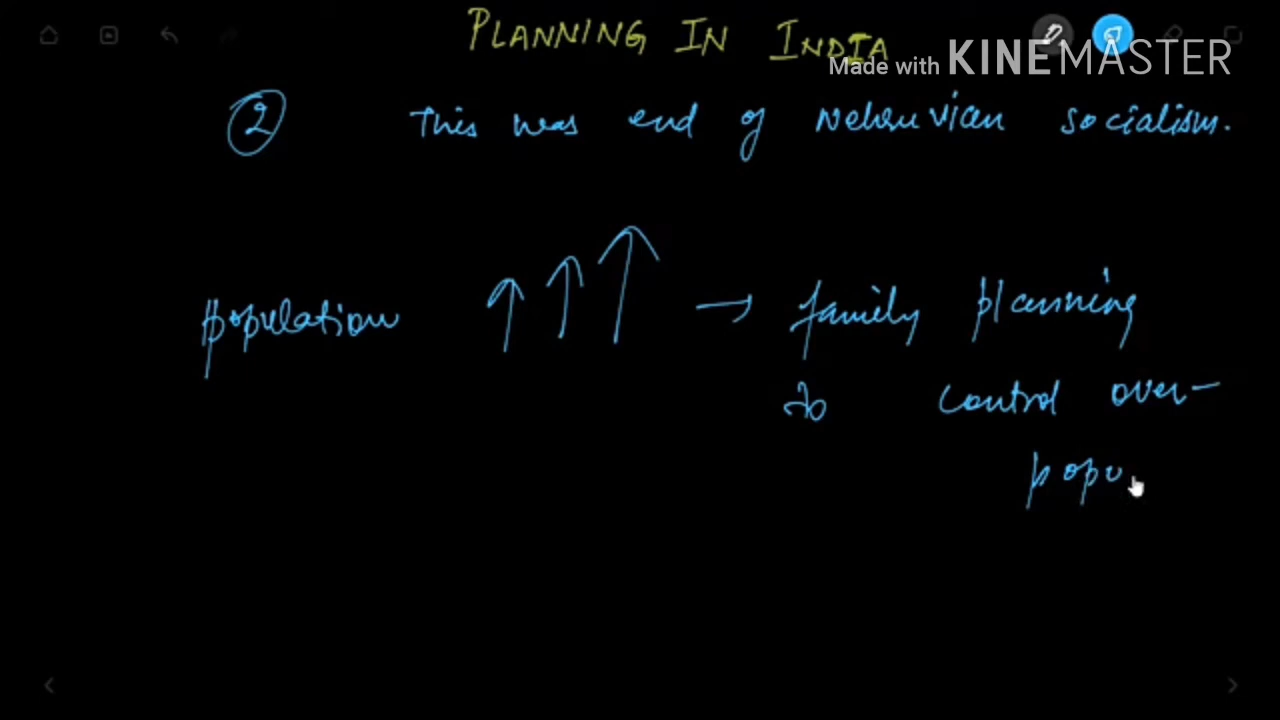 PLANNING IN INDIA
Made with KINEMASTER
2 This was end of Nehruvian socialism.
population → family planning
to control over-
popu